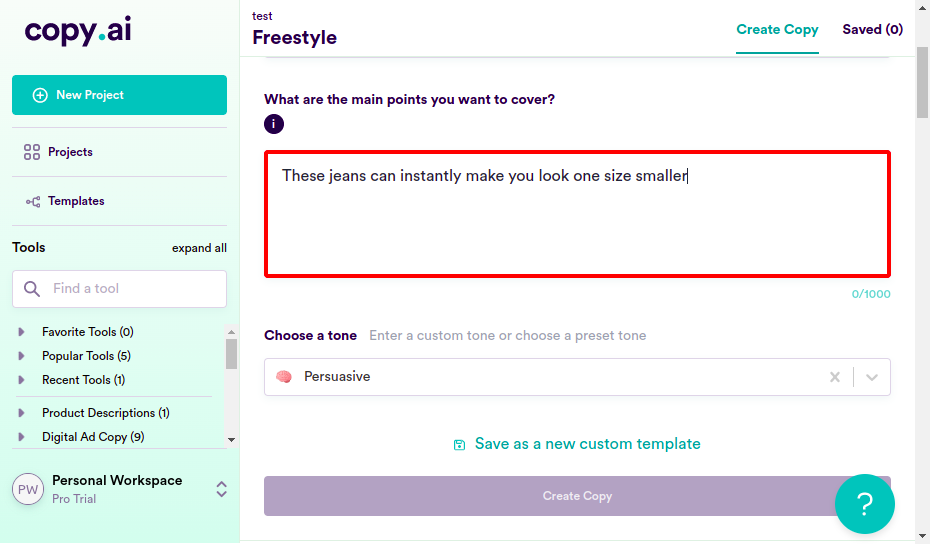 copy.ai
New Project
Projects
Templates
Tools
expand all
Find a tool
Favorite Tools (0)
Popular Tools (5)
Recent Tools (1)
Product Descriptions (1)
Digital Ad Copy (9)
PW
Personal Workspace
Pro Trial
test
Freestyle
Create Copy
Saved (0)
What are the main points you want to cover?
i
These jeans can instantly make you look one size smaller
0/1000
Choose a tone Enter a custom tone or choose a preset tone
Persuasive
Save as a new custom template
Create Copy
?